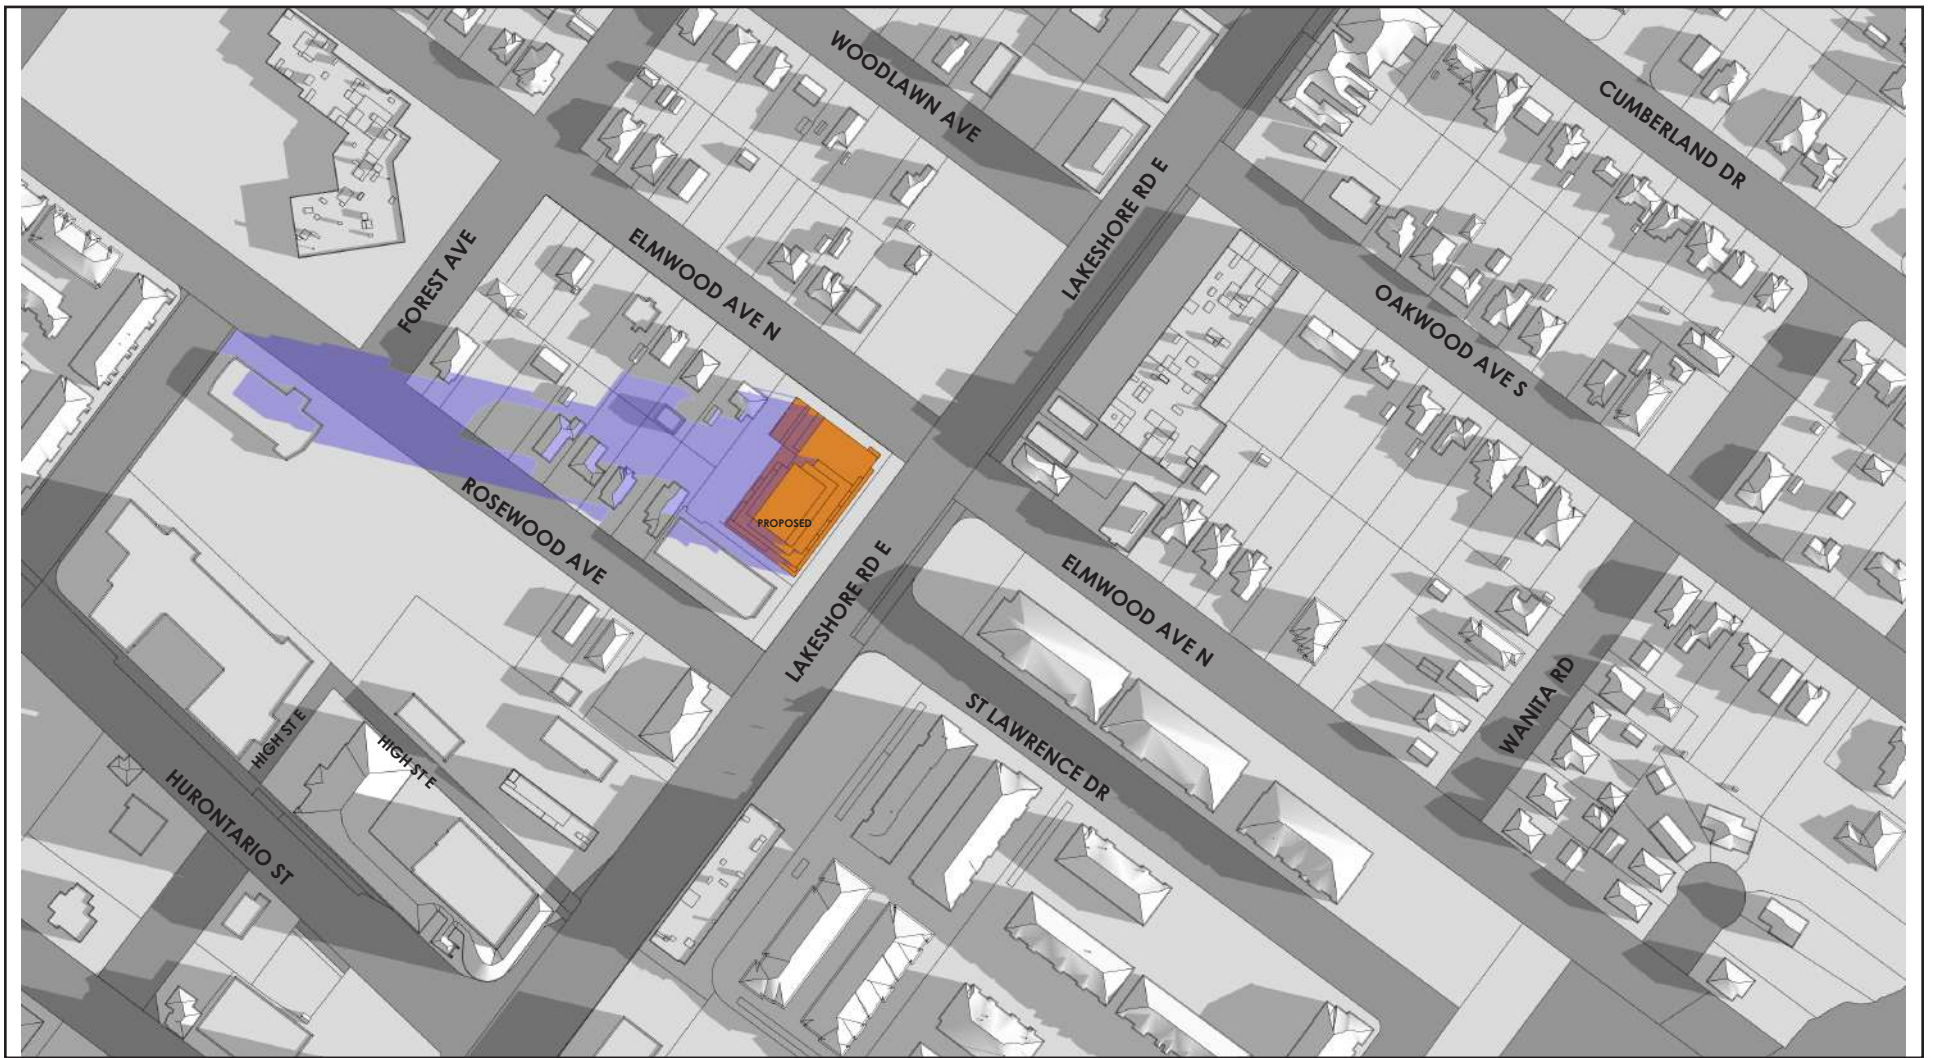 WOODLAWN AVE
CUMBERLAND DR
LAKESHORE RD E
FOREST AVE
ELMWOOD AVE N
OAKWOOD AVE S
PROPOSED
ROSEWOOD AVE
LAKESHORE RD E
ELMWOOD AVE N
WANITA RD
ST LAWRENCE DR
HIGH ST E
HIGH ST E
HURONTARIO ST